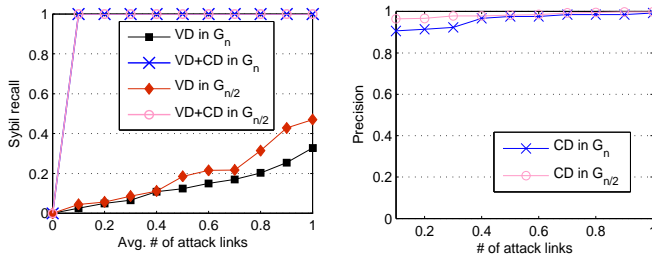 Sybil recall
1
0.8
0.6
0.4
0.2
0
0 0.2 0.4 0.6 0.8 1
Avg. # of attack links
VD in Gn
VD+CD in Gn
VD in Gn/2
VD+CD in Gn/2
Precision
1
0.8
0.6
0.4
0.2
0
0.2 0.4 0.6 0.8 1
# of attack links
CD in Gn
CD in Gn/2